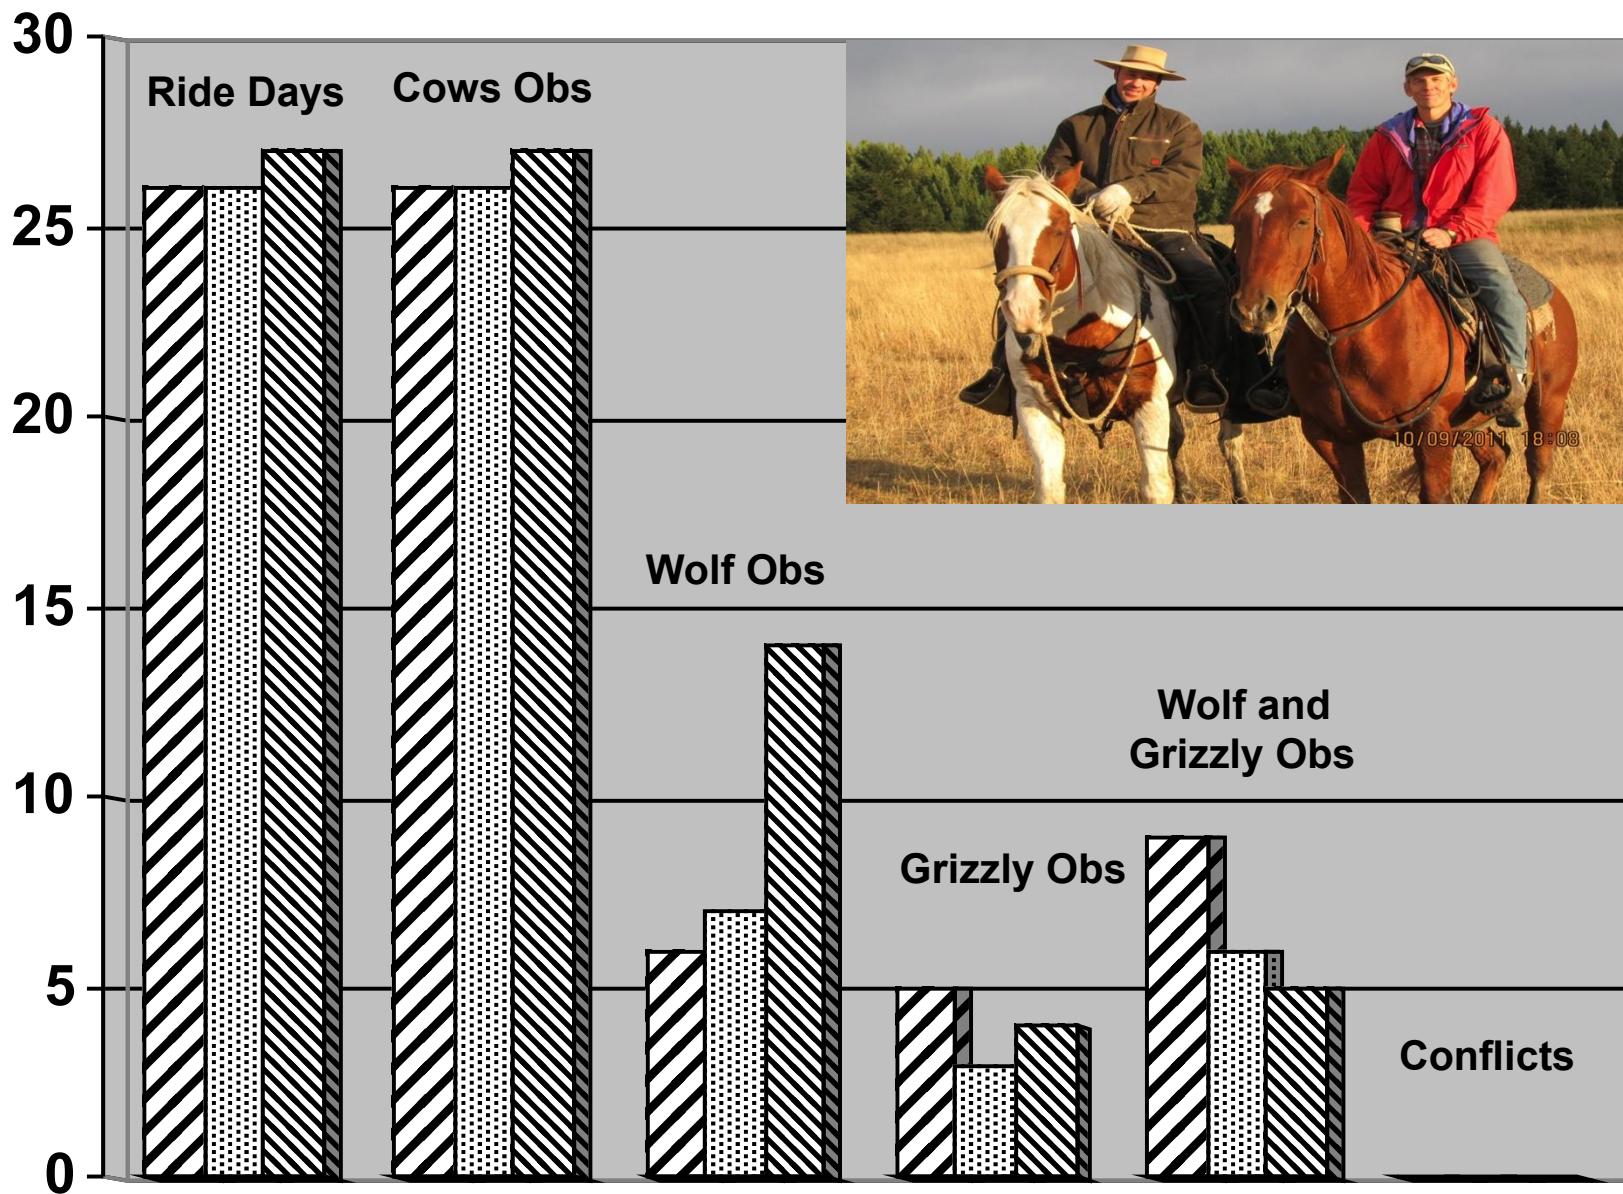 30
25
20
15
10
5
0
Ride Days
Cows Obs
Wolf Obs
Grizzly Obs
Wolf and
Grizzly Obs
Conflicts
10/09/2011 18:08